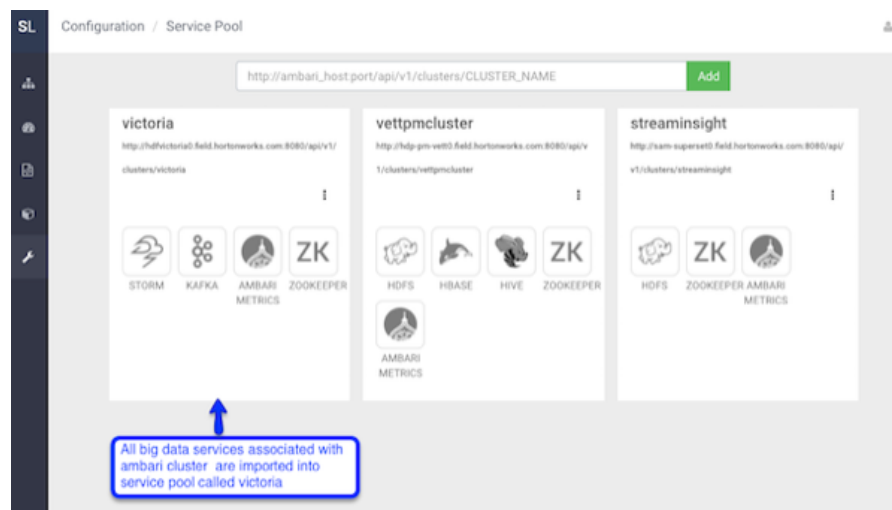 SL
Configuration / Service Pool
http://ambari_host:port/api/v1/clusters/CLUSTER_NAME
Add
victoria
http://hdfvictoria0.field.hortonworks.com:8080/api/v1/
clusters/victoria
STORM
KAFKA
AMBARI
METRICS
ZK
ZOOKEEPER
vettpmcluster
http://hdp-pm-vett0.field.hortonworks.com:8080/api/v
1/clusters/vettpmcluster
HDFS
HBASE
HIVE
ZK
ZOOKEEPER
AMBARI
METRICS
streaminsight
http://sam-superset0.field.hortonworks.com:8080/api/
v1/clusters/streaminsight
HDFS
ZK
ZOOKEEPER
AMBARI
METRICS
All big data services associated with
ambari cluster are imported into
service pool called victoria